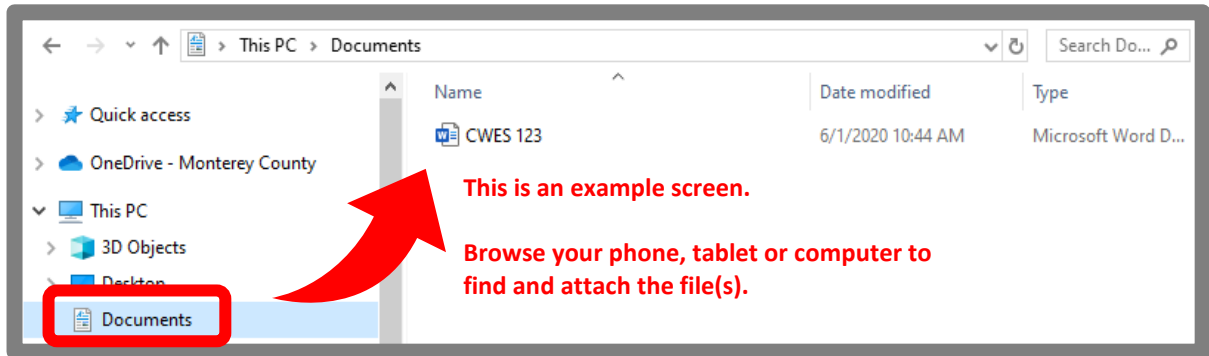 This PC > Documents
Search Do...
Name
Date modified
Type
Quick access
CWES 123
6/1/2020 10:44 AM
Microsoft Word D...
OneDrive - Monterey County
This is an example screen.
This PC
3D Objects
Browse your phone, tablet or computer to
find and attach the file(s).
Desktop
Documents